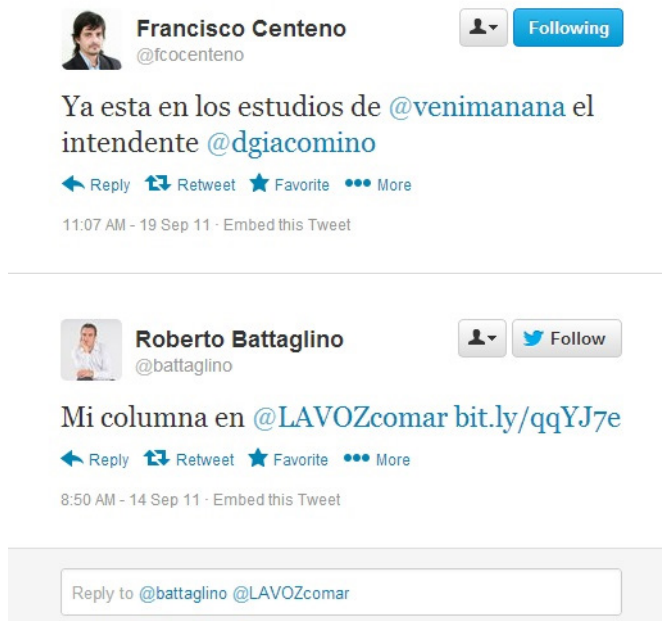 Francisco Centeno
Following
@fcocenteno
Ya esta en los estudios de @venimanana el
intendente @dgiacomino
Reply Retweet Favorite More
11:07 AM - 19 Sep 11 · Embed this Tweet
Roberto Battaglino
Follow
@battaglino
Mi columna en @LAVOZcomar bit.ly/qqYJ7e
Reply Retweet Favorite More
8:50 AM - 14 Sep 11 · Embed this Tweet
Reply to @battaglino @LAVOZcomar